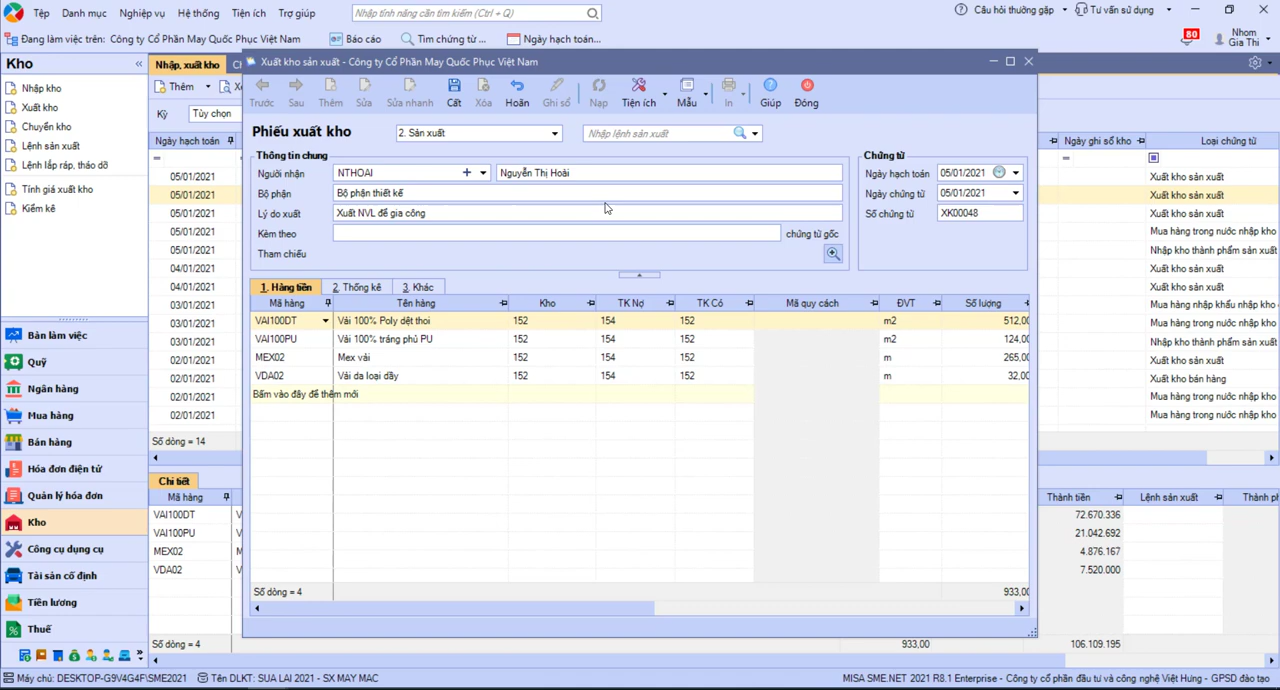 Tệp Danh mục Nghiệp vụ Hệ thống Tiện ích Trợ giúp Nhập tính năng cần tìm kiếm (Ctrl + Q) Câu hỏi thường gặp Tư vấn sử dụng
Đang làm việc trên: Công ty Cổ Phần May Quốc Phục Việt Nam Báo cáo Tìm chứng từ ... Ngày hạch toán... 80 Nhom Gia Thi
Kho « Nhập, xuất kho
Nhập kho
Xuất kho
Chuyển kho
Lệnh sản xuất
Lệnh lắp ráp, tháo dỡ
Tính giá xuất kho
Kiểm kê
Bàn làm việc
Quỹ
Ngân hàng
Mua hàng
Bán hàng
Hóa đơn điện tử
Quản lý hóa đơn
Kho
Công cụ dụng cụ
Tài sản cố định
Tiền lương
Thuế
Thêm
Kỳ Tùy chọn
Ngày hạch toán
=
05/01/2021
05/01/2021
05/01/2021
05/01/2021
05/01/2021
04/01/2021
04/01/2021
03/01/2021
03/01/2021
03/01/2021
02/01/2021
02/01/2021
02/01/2021
02/01/2021
Số dòng = 14
Chi tiết
Mã hàng
VAI100DT
VAI100PU
MEX02
VDA02
Số dòng = 4
Xuất kho sản xuất - Công ty Cổ Phần May Quốc Phục Việt Nam
Trước Sau Thêm Sửa Sửa nhanh Cất Xóa Hoãn Ghi sổ Nạp Tiện ích Mẫu In Giúp Đóng
Phiếu xuất kho 2. Sản xuất Nhập lệnh sản xuất
Thông tin chung
Người nhận NTHOAI Nguyễn Thị Hoài
Bộ phận Bộ phận thiết kế
Lý do xuất Xuất NVL để gia công
Kèm theo chứng từ gốc
Tham chiếu
Chứng từ
Ngày hạch toán 05/01/2021
Ngày chứng từ 05/01/2021
Số chứng từ XK00048
1. Hàng tiền 2. Thống kê 3. Khác
Mã hàng Tên hàng Kho TK Nợ TK Có Mã quy cách ĐVT Số lượng
VAI100DT Vải 100% Poly dệt thoi 152 154 152 m2 512,00
VAI100PU Vải 100% tráng phủ PU 152 154 152 m2 124,00
MEX02 Mex vải 152 154 152 m 265,00
VDA02 Vải da loại dầy 152 154 152 m 32,00
Bấm vào đây để thêm mới
Số dòng = 4 933,00
Ngày ghi sổ kho Loại chứng từ
=
Xuất kho sản xuất
Xuất kho sản xuất
Xuất kho sản xuất
Mua hàng trong nước nhập kho
Nhập kho thành phẩm sản xuất
Xuất kho sản xuất
Xuất kho sản xuất
Mua hàng nhập khẩu nhập kho
Mua hàng trong nước nhập kho
Nhập kho thành phẩm sản xuất
Xuất kho sản xuất
Xuất kho bán hàng
Mua hàng trong nước nhập kho
Mua hàng trong nước nhập kho
Thành tiền Lệnh sản xuất
72.670.336
21.042.692
4.876.167
7.520.000
933,00 106.109.195
Máy chủ: DESKTOP-G9V4G4F\SME2021 Tên DLKT: SUA LAI 2021 - SX MAY MAC MISA SME.NET 2021 R8.1 Enterprise - Công ty cổ phần đầu tư và công nghệ Việt Hưng - GPSD đào tạo